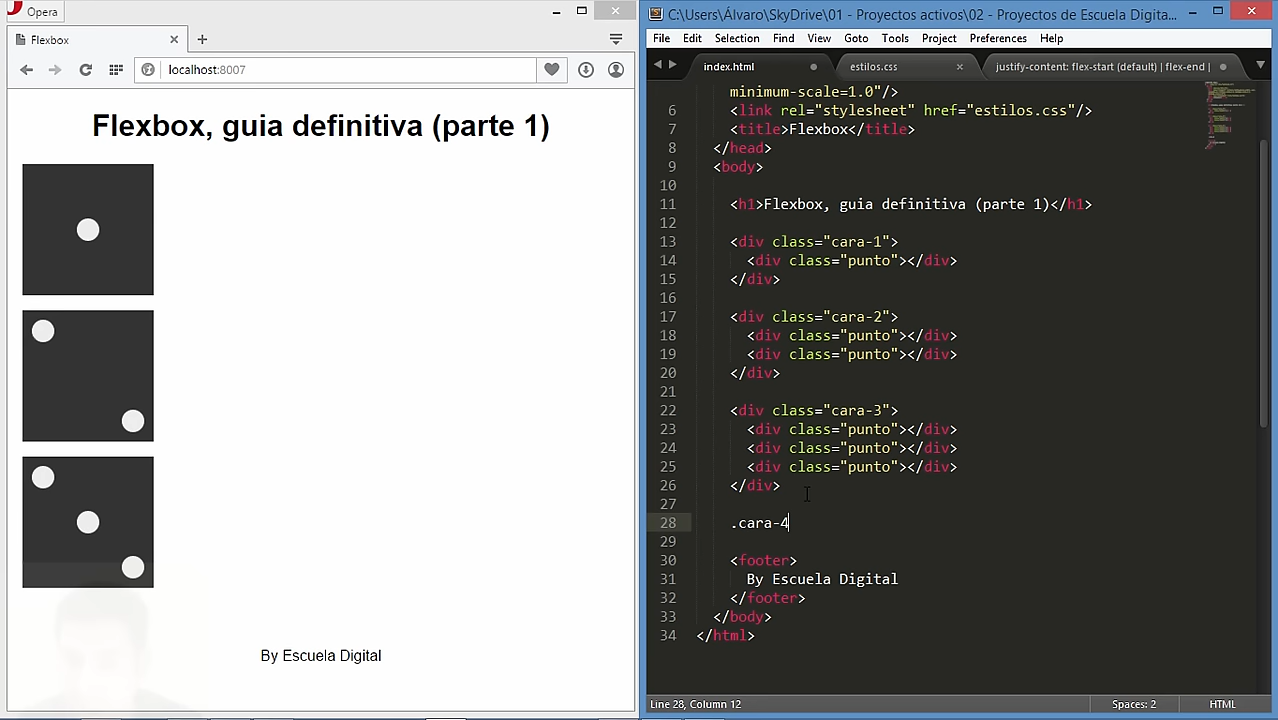 Opera
Flexbox
localhost:8007
Flexbox, guia definitiva (parte 1)
By Escuela Digital
C:\Users\Álvaro\SkyDrive\01 - Proyectos activos\02 - Proyectos de Escuela Digita...
File Edit Selection Find View Goto Tools Project Preferences Help
index.html estilos.css justify-content: flex-start (default) | flex-end |
minimum-scale=1.0"/>
6 <link rel="stylesheet" href="estilos.css"/>
7 <title>Flexbox</title>
8 </head>
9 <body>
10
11 <h1>Flexbox, guia definitiva (parte 1)</h1>
12
13 <div class="cara-1">
14 <div class="punto"></div>
15 </div>
16
17 <div class="cara-2">
18 <div class="punto"></div>
19 <div class="punto"></div>
20 </div>
21
22 <div class="cara-3">
23 <div class="punto"></div>
24 <div class="punto"></div>
25 <div class="punto"></div>
26 </div>
27
28 .cara-4
29
30 <footer>
31 By Escuela Digital
32 </footer>
33 </body>
34 </html>
Line 28, Column 12 Spaces: 2 HTML